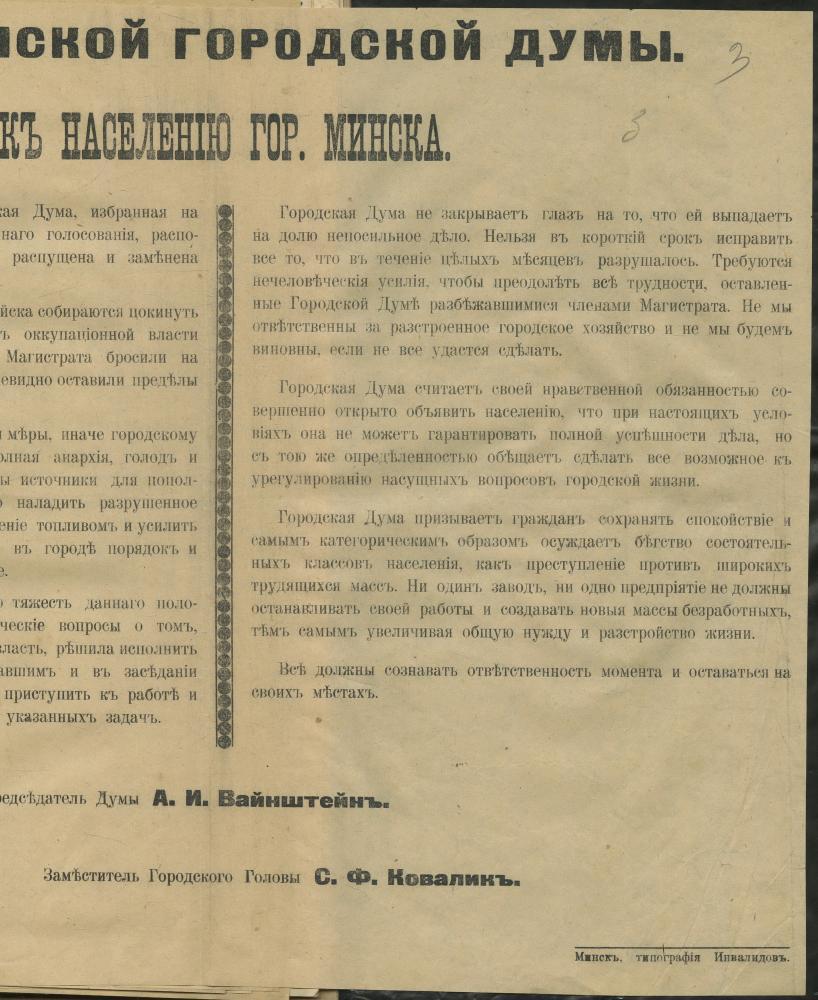 нской ГОРОДСКОЙ ДУМЫ.
3
3
КЪ НАСЕЛЕНІЮ ГОР. МИНСКА.
кая Дума, избранная на
наго голосованія, распо-
распущена и замѣнена
йска собираются покинуть
ъ оккупаціонной власти
Магистрата бросили на
евидно оставили предѣлы
и мѣры, иначе городскому
олная анархія, голодъ и
ы источники для попол-
о наладить разрушенное
еніе топливомъ и усилить
въ городѣ порядокъ и
е.
ю тяжесть даннаго поло-
ческіе вопросы о томъ,
власть, рѣшила исполнить
авшимъ и въ засѣданіи
приступить къ работѣ и
указанныхъ задачъ.
Городская Дума не закрываетъ глазъ на то, что ей выпадаетъ
на долю непосильное дѣло. Нельзя въ короткій срокъ исправить
все то, что въ теченіе цѣлыхъ мѣсяцевъ разрушалось. Требуются
нечеловѣческія усилія, чтобы преодолѣть всѣ трудности, оставлен-
ные Городской Думѣ разбѣжавшимися членами Магистрата. Не мы
отвѣтственны за разстроенное городское хозяйство и не мы будемъ
виновны, если не все удастся сдѣлать.
Городская Дума считаетъ своей нравственной обязанностью со-
вершенно открыто объявить населенію, что при настоящихъ усло-
віяхъ она не можетъ гарантировать полной успѣшности дѣла, но
съ тою же опредѣленностью обѣщаетъ сдѣлать все возможное къ
урегулированію насущныхъ вопросовъ городской жизни.
Городская Дума призываетъ гражданъ сохранять спокойствіе и
самымъ категорическимъ образомъ осуждаетъ бѣгство состоятель-
ныхъ классовъ населенія, какъ преступленіе противъ широкихъ
трудящихся массъ. Ни одинъ заводъ, ни одно предпріятіе не должны
останавливать своей работы и создавать новыя массы безработныхъ,
тѣмъ самымъ увеличивая общую нужду и разстройство жизни.
Всѣ должны сознавать отвѣтственность момента и оставаться на
своихъ мѣстахъ.
редсѣдатель Думы А. И. Вайнштейнъ.
Замѣститель Городского Головы С. Ф. Коваликъ.
Минскъ, типографія Инвалидовъ.